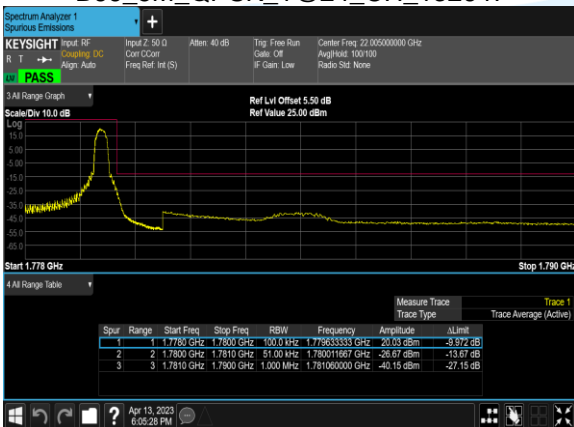 Spectrum Analyzer 1
Spurious Emissions
KEYSIGHT Input: RF Input Z: 50 Ω Atten: 40 dB Trig: Free Run Center Freq: 22.005000000 GHz
R T Coupling: DC Corr CCorr Gate: Off Avg|Hold: 100/100
Align: Auto Freq Ref: Int (S) IF Gain: Low Radio Std: None
LW PASS
3 All Range Graph
Ref Lvl Offset 5.50 dB
Scale/Div 10.0 dB Ref Value 25.00 dBm
Log
15.0
5.00
-5.00
-15.0
-25.0
-35.0
-45.0
-55.0
-65.0
Start 1.778 GHz Stop 1.790 GHz
4 All Range Table
Measure Trace Trace 1
Trace Type Trace Average (Active)
Spur Range Start Freq Stop Freq RBW Frequency Amplitude ΔLimit
1 1 1.7780 GHz 1.7800 GHz 100.0 kHz 1.779633333 GHz 20.03 dBm -9.972 dB
2 2 1.7800 GHz 1.7810 GHz 51.00 kHz 1.780011667 GHz -26.67 dBm -13.67 dB
3 3 1.7810 GHz 1.7900 GHz 1.000 MHz 1.781060000 GHz -40.15 dBm -27.15 dB
Apr 13, 2023
6:05:28 PM